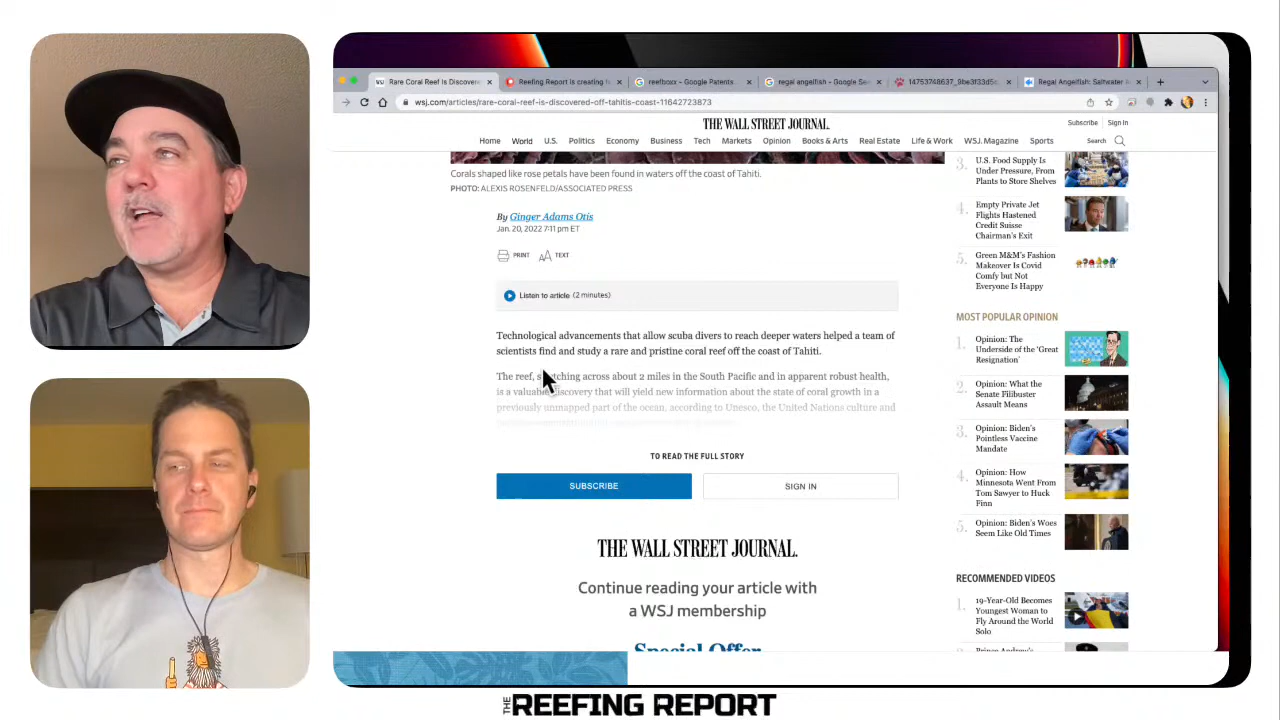 Rare Coral Reef Is Discovere
Reefing Report is creating f
reefboxx - Google Patents
regal angelfish - Google Se
14753748637_9be3f33d5c
Regal Angelfish: Saltwater A
wsj.com/articles/rare-coral-reef-is-discovered-off-tahitis-coast-11642723873
THE WALL STREET JOURNAL.
Subscribe Sign In
Home World U.S. Politics Economy Business Tech Markets Opinion Books & Arts Real Estate Life & Work WSJ. Magazine Sports Search
Corals shaped like rose petals have been found in waters off the coast of Tahiti.
PHOTO: ALEXIS ROSENFELD/ASSOCIATED PRESS
By Ginger Adams Otis
Jan. 20, 2022 7:11 pm ET
PRINT TEXT
Listen to article (2 minutes)
Technological advancements that allow scuba divers to reach deeper waters helped a team of
scientists find and study a rare and pristine coral reef off the coast of Tahiti.
The reef, across about 2 miles in the South Pacific and in apparent robust health,
is a valuable discovery that will yield new information about the state of coral growth in a
previously unmapped part of the ocean, according to Unesco, the United Nations culture and
TO READ THE FULL STORY
SUBSCRIBE SIGN IN
THE WALL STREET JOURNAL.
Continue reading your article with
a WSJ membership
Special Offer
3. U.S. Food Supply Is
Under Pressure, From
Plants to Store Shelves
4. Empty Private Jet
Flights Hastened
Credit Suisse
Chairman's Exit
5. Green M&M's Fashion
Makeover Is Covid
Comfy but Not
Everyone Is Happy
MOST POPULAR OPINION
1. Opinion: The
Underside of the 'Great
Resignation'
2. Opinion: What the
Senate Filibuster
Assault Means
3. Opinion: Biden's
Pointless Vaccine
Mandate
4. Opinion: How
Minnesota Went From
Tom Sawyer to Huck
Finn
5. Opinion: Biden's Woes
Seem Like Old Times
RECOMMENDED VIDEOS
1. 19-Year-Old Becomes
Youngest Woman to
Fly Around the World
Solo
Prince Andrew's
THE REEFING REPORT